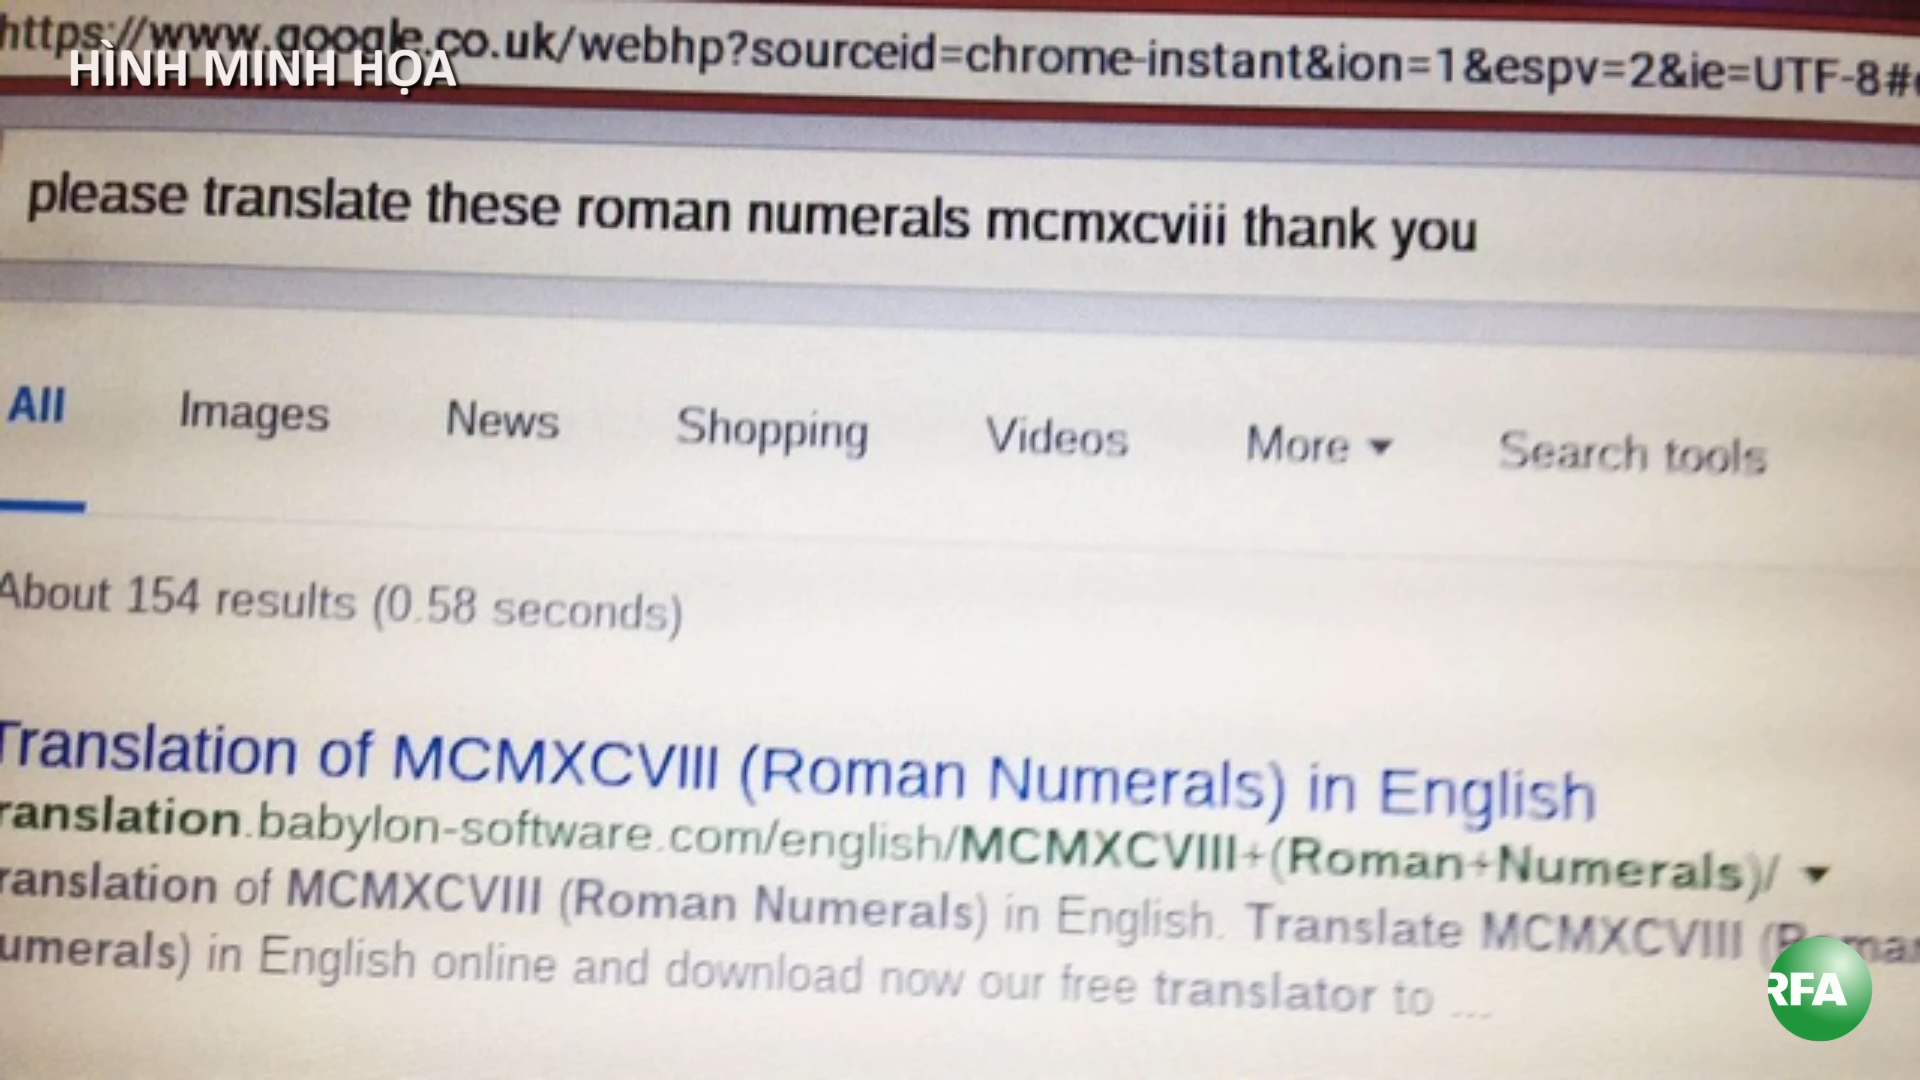 https://www.google.co.uk/webhp?sourceid=chrome-instant&ion=1&espv=2&ie=UTF-8#
HÌNH MINH HỌA
please translate these roman numerals mcmxcviii thank you
All Images News Shopping Videos More Search tools
About 154 results (0.58 seconds)
Translation of MCMXCVIII (Roman Numerals) in English
ranslation.babylon-software.com/english/MCMXCVIII+(Roman+Numerals)/
ranslation of MCMXCVIII (Roman Numerals) in English. Translate MCMXCVIII (Roman
umerals) in English online and download now our free translator to ...
RFA